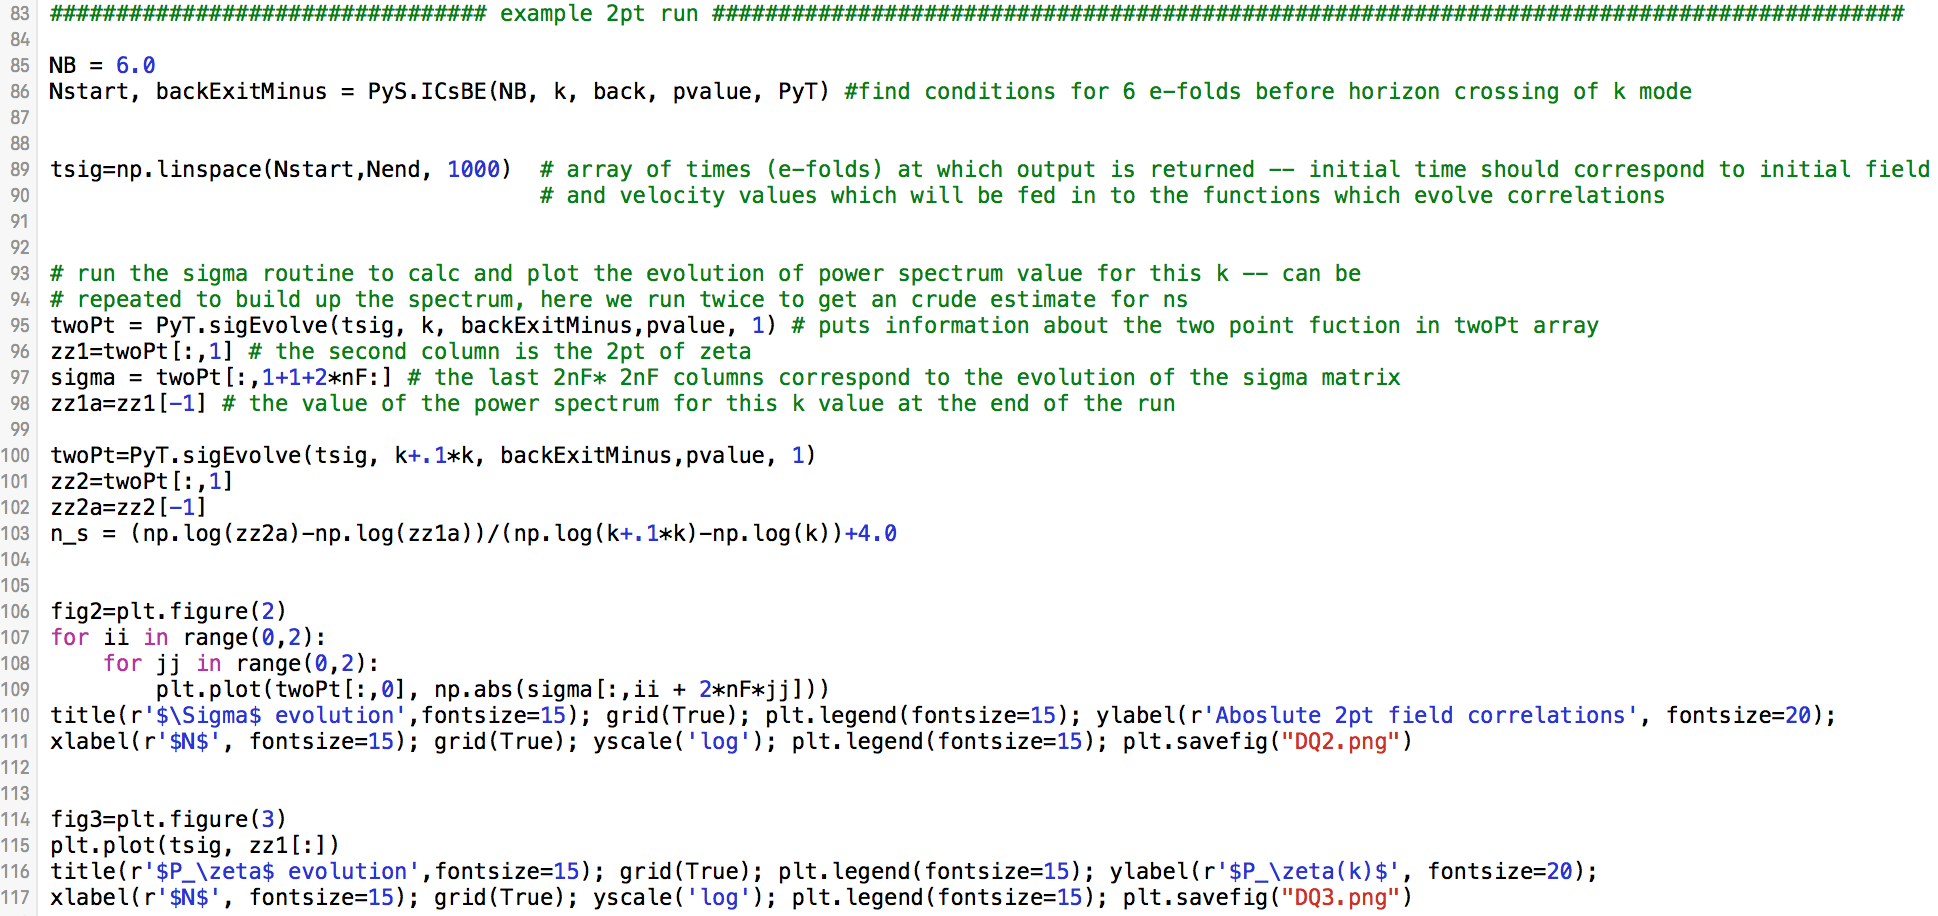 83 ################################# example 2pt run ##########################################################################################
84
85 NB = 6.0
86 Nstart, backExitMinus = PyS.ICsBE(NB, k, back, pvalue, PyT) #find conditions for 6 e-folds before horizon crossing of k mode
87
88
89 tsig=np.linspace(Nstart,Nend, 1000)  # array of times (e-folds) at which output is returned -- initial time should correspond to initial field
90                                      # and velocity values which will be fed in to the functions which evolve correlations
91
92
93 # run the sigma routine to calc and plot the evolution of power spectrum value for this k -- can be
94 # repeated to build up the spectrum, here we run twice to get an crude estimate for ns
95 twoPt = PyT.sigEvolve(tsig, k, backExitMinus,pvalue, 1) # puts information about the two point fuction in twoPt array
96 zz1=twoPt[:,1] # the second column is the 2pt of zeta
97 sigma = twoPt[:,1+1+2*nF:] # the last 2nF* 2nF columns correspond to the evolution of the sigma matrix
98 zz1a=zz1[-1] # the value of the power spectrum for this k value at the end of the run
99
100 twoPt=PyT.sigEvolve(tsig, k+.1*k, backExitMinus,pvalue, 1)
101 zz2=twoPt[:,1]
102 zz2a=zz2[-1]
103 n_s = (np.log(zz2a)-np.log(zz1a))/(np.log(k+.1*k)-np.log(k))+4.0
104
105
106 fig2=plt.figure(2)
107 for ii in range(0,2):
108     for jj in range(0,2):
109         plt.plot(twoPt[:,0], np.abs(sigma[:,ii + 2*nF*jj]))
110 title(r'$\Sigma$ evolution',fontsize=15); grid(True); plt.legend(fontsize=15); ylabel(r'Aboslute 2pt field correlations', fontsize=20);
111 xlabel(r'$N$', fontsize=15); grid(True); yscale('log'); plt.legend(fontsize=15); plt.savefig("DQ2.png")
112
113
114 fig3=plt.figure(3)
115 plt.plot(tsig, zz1[:])
116 title(r'$P_\zeta$ evolution',fontsize=15); grid(True); plt.legend(fontsize=15); ylabel(r'$P_\zeta(k)$', fontsize=20);
117 xlabel(r'$N$', fontsize=15); grid(True); yscale('log'); plt.legend(fontsize=15); plt.savefig("DQ3.png")